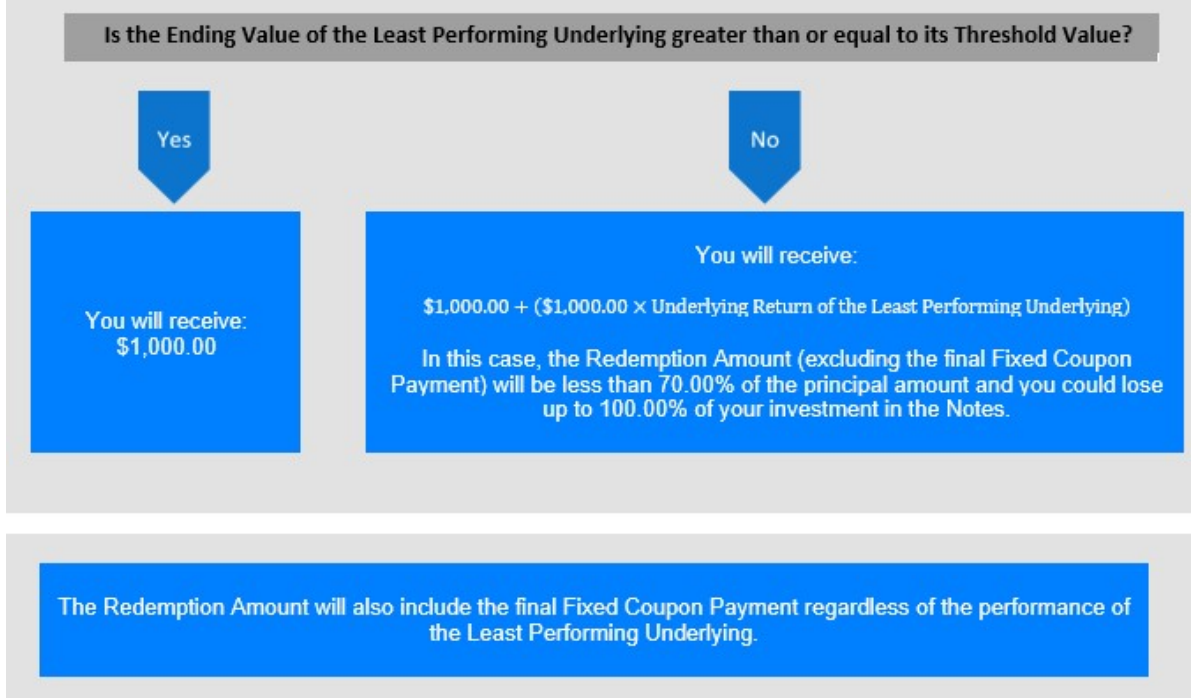 Is the Ending Value of the Least Performing Underlying greater than or equal to its Threshold Value?
Yes
No
You will receive:
$1,000.00
You will receive:
$1,000.00 + ($1,000.00 × Underlying Return of the Least Performing Underlying)
In this case, the Redemption Amount (excluding the final Fixed Coupon
Payment) will be less than 70.00% of the principal amount and you could lose
up to 100.00% of your investment in the Notes.
The Redemption Amount will also include the final Fixed Coupon Payment regardless of the performance of
the Least Performing Underlying.